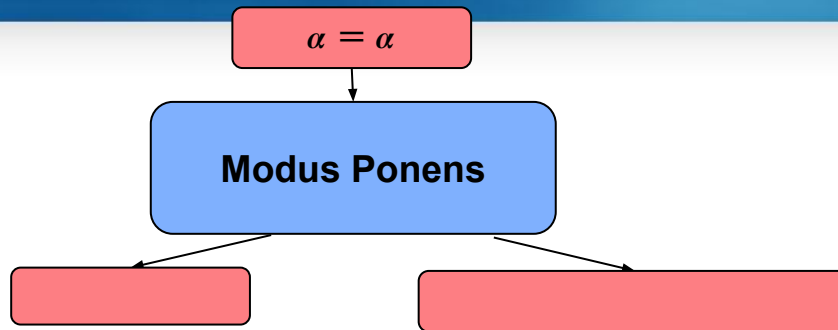 α = α
Modus Ponens